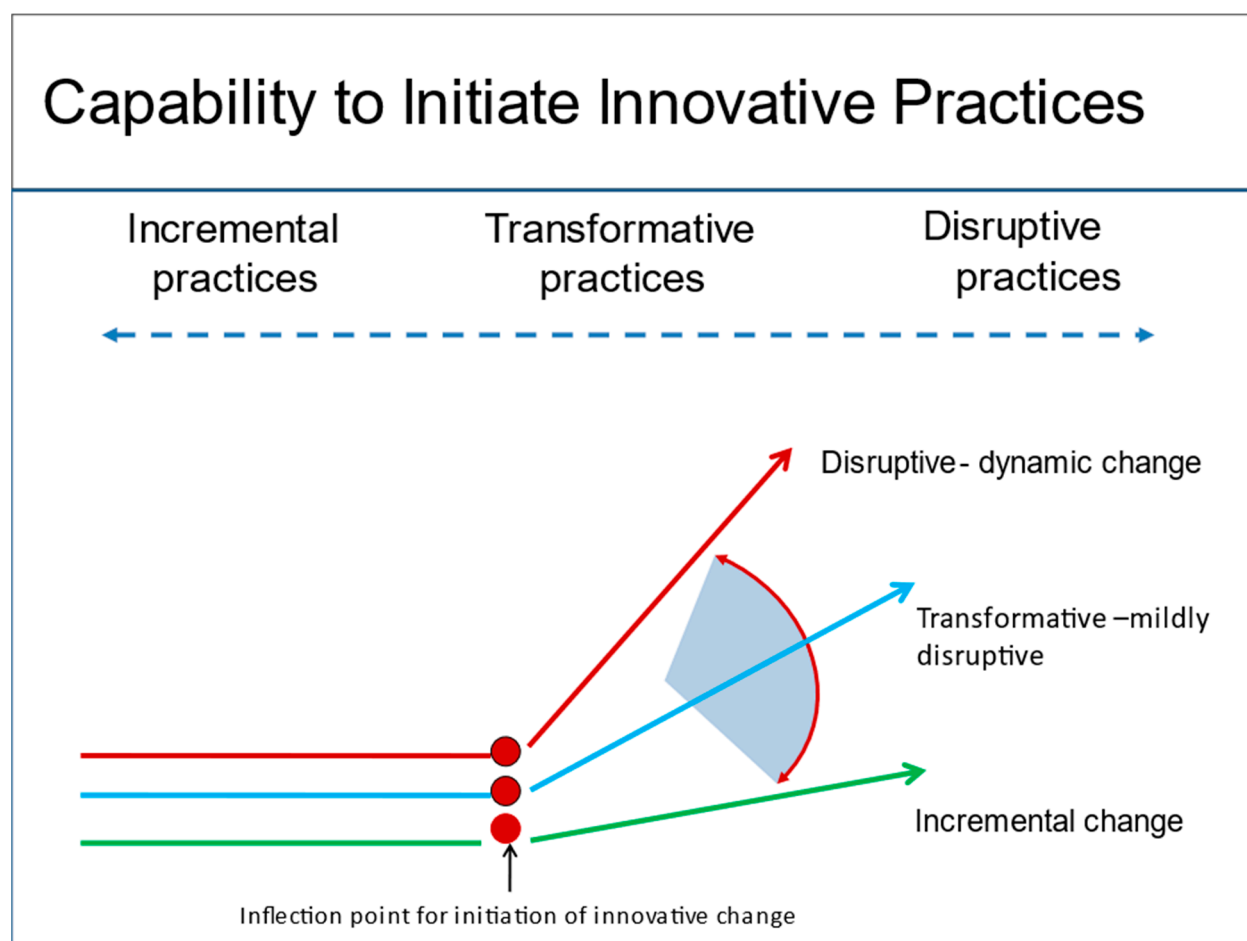 Capability to Initiate Innovative Practices
Incremental
practices
Transformative
practices
Disruptive
practices
Disruptive- dynamic change
Transformative –mildly
disruptive
Incremental change
Inflection point for initiation of innovative change